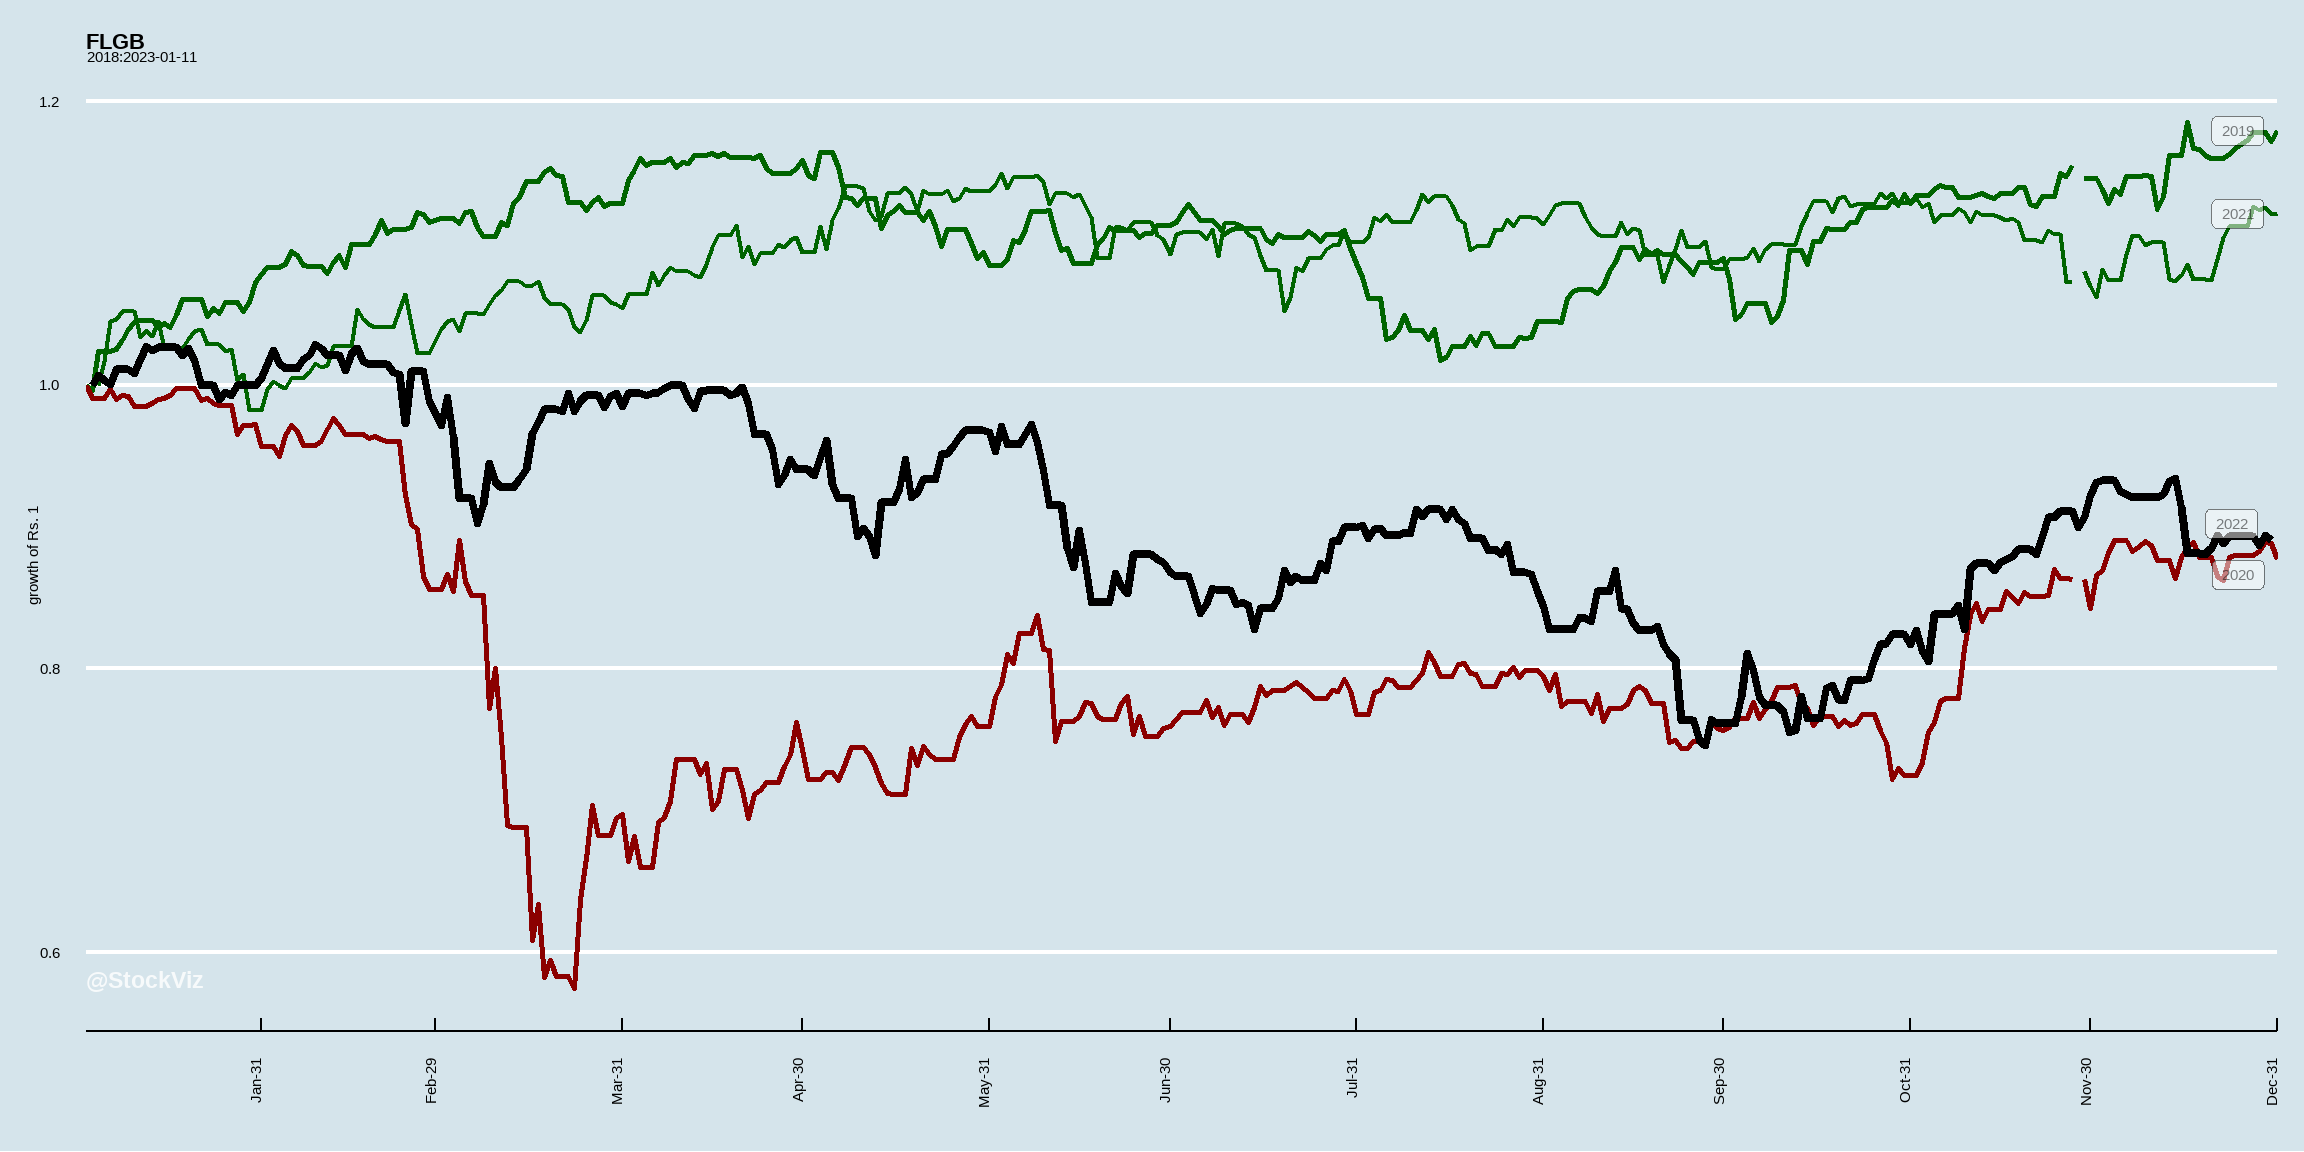 FLGB
2018:2023-01-11
growth of Rs. 1
1.2
1.0
0.8
0.6
2019
2021
2022
2020
@StockViz
Jan-31
Feb-29
Mar-31
Apr-30
May-31
Jun-30
Jul-31
Aug-31
Sep-30
Oct-31
Nov-30
Dec-31